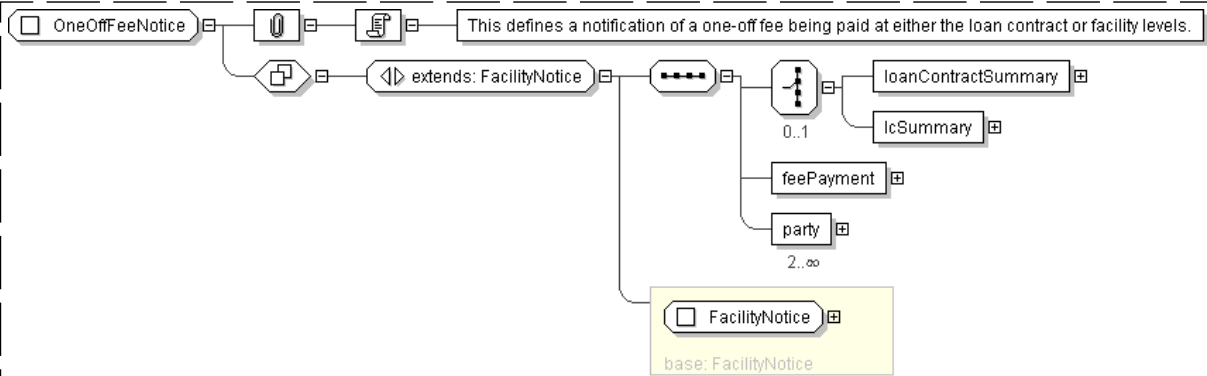 OneOffFeeNotice
This defines a notification of a one-off fee being paid at either the loan contract or facility levels.
extends: FacilityNotice
loanContractSummary
0..1
lcSummary
feePayment
party
2..∞
FacilityNotice
base: FacilityNotice